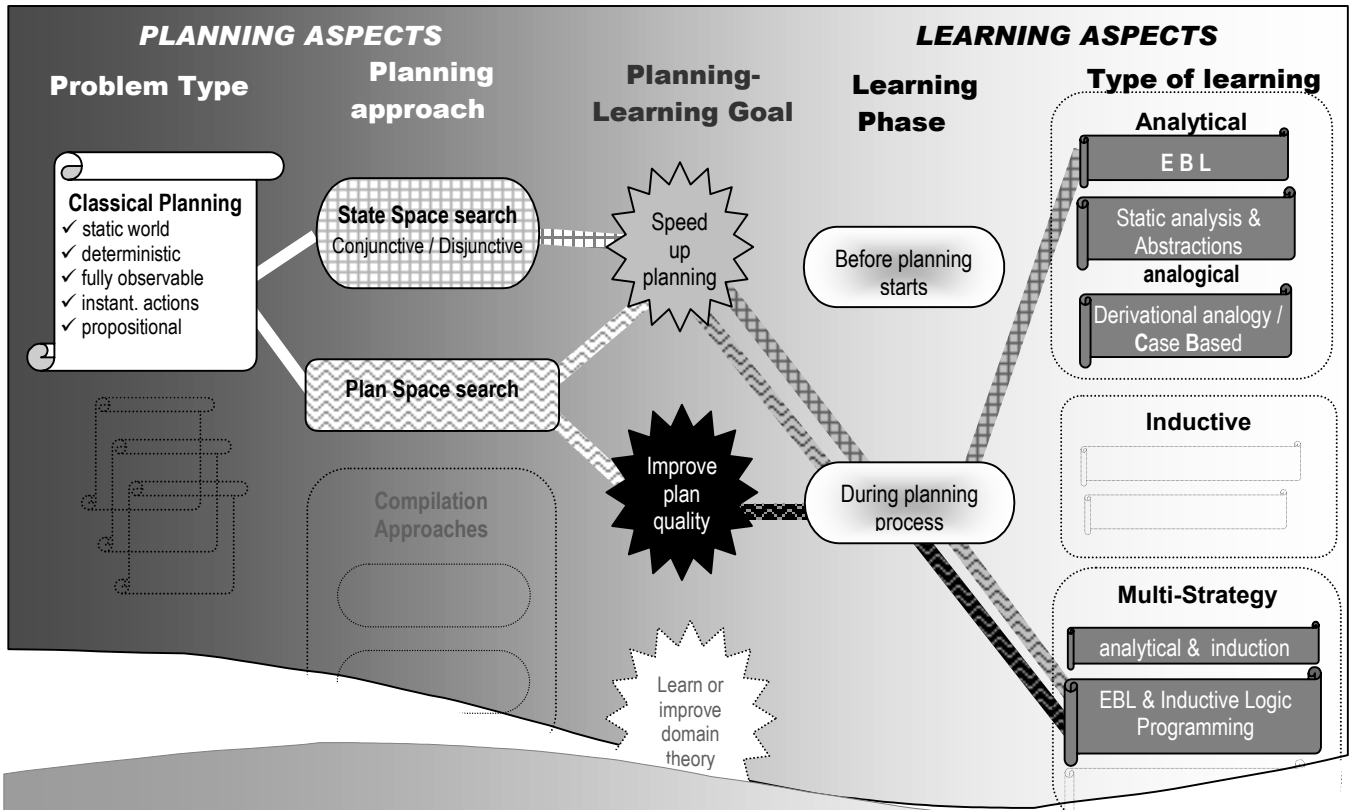 PLANNING ASPECTS
LEARNING ASPECTS
Problem Type
Planning
approach
Planning-
Learning Goal
Learning
Phase
Type of learning
Classical Planning
✓ static world
✓ deterministic
✓ fully observable
✓ instant. actions
✓ propositional
State Space search
Conjunctive / Disjunctive
Plan Space search
Compilation
Approaches
Speed
up
planning
Improve
plan
quality
Learn or
improve
domain
theory
Before planning
starts
During planning
process
Analytical
E B L
Static analysis &
Abstractions
analogical
Derivational analogy /
Case Based
Inductive
Multi-Strategy
analytical & induction
EBL & Inductive Logic
Programming